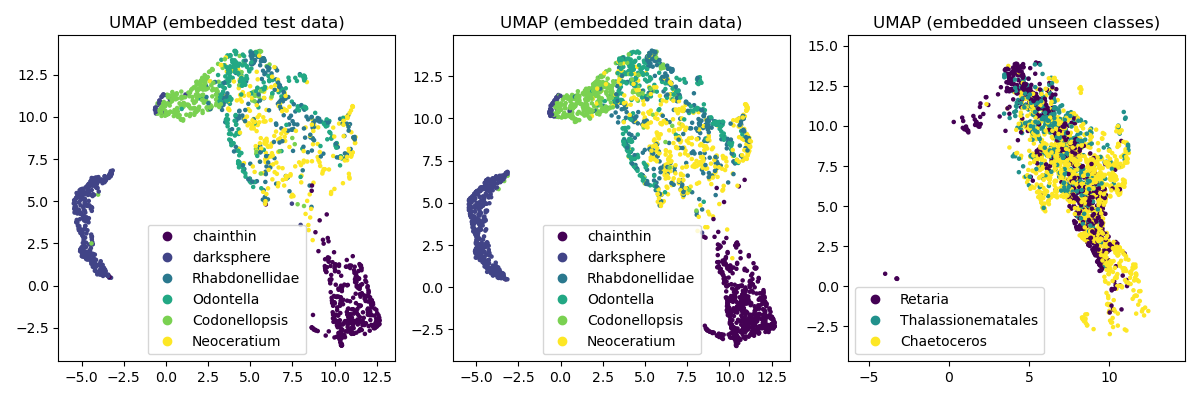 UMAP (embedded test data)
12.5
10.0
7.5
5.0
2.5
0.0
−2.5
−5.0
−2.5
0.0
2.5
5.0
7.5
10.0
12.5
chainthin
darksphere
Rhabdonellidae
Odontella
Codonellopsis
Neoceratium
UMAP (embedded train data)
12.5
10.0
7.5
5.0
2.5
0.0
−2.5
−5.0
−2.5
0.0
2.5
5.0
7.5
10.0
12.5
chainthin
darksphere
Rhabdonellidae
Odontella
Codonellopsis
Neoceratium
UMAP (embedded unseen classes)
15.0
12.5
10.0
7.5
5.0
2.5
0.0
−2.5
−5
0
5
10
Retaria
Thalassionematales
Chaetoceros